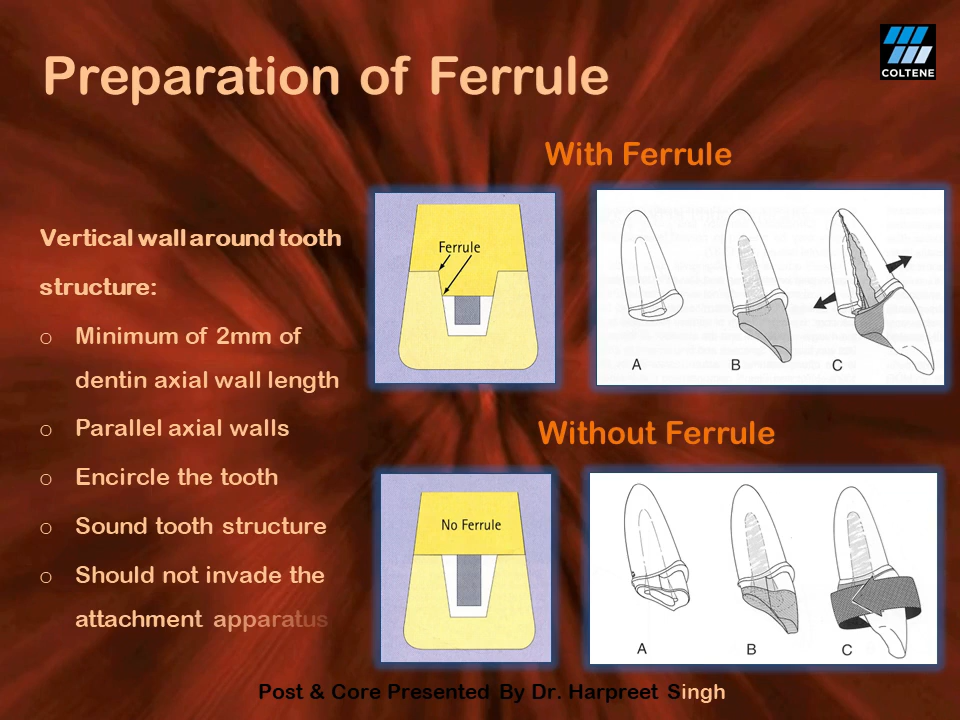 Preparation of Ferrule
COLTENE
With Ferrule
Vertical wall around tooth
structure:
o Minimum of 2mm of
dentin axial wall length
o Parallel axial walls
o Encircle the tooth
o Sound tooth structure
o Should not invade the
attachment apparatus
Ferrule
A B C
Without Ferrule
No Ferrule
A B C
Post & Core Presented By Dr. Harpreet Singh